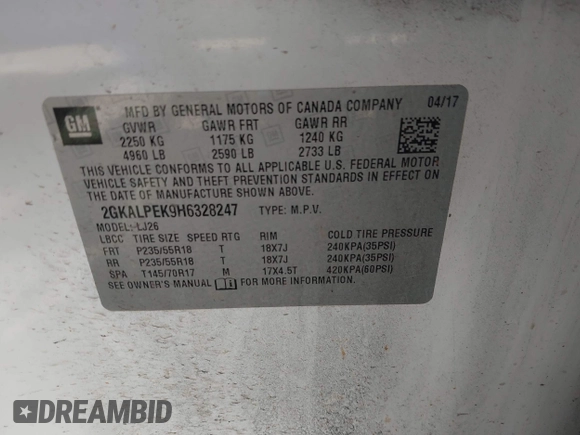 GM
MFD BY GENERAL MOTORS OF CANADA COMPANY 04/17
GVWR GAWR FRT GAWR RR
2250 KG 1175 KG 1240 KG
4960 LB 2590 LB 2733 LB
THIS VEHICLE CONFORMS TO ALL APPLICABLE U.S. FEDERAL MOTOR
VEHICLE SAFETY, BUMPER, AND THEFT PREVENTION STANDARDS IN EFFECT
ON THE DATE OF MANUFACTURE SHOWN ABOVE.
2GKALPEK9H6328247 TYPE: M.P.V.
MODEL: LJ26
LBCC TIRE SIZE SPEED RTG RIM COLD TIRE PRESSURE
FRT P235/55R18 T 18X7J 240KPA(35PSI)
RR P235/55R18 T 18X7J 240KPA(35PSI)
SPA T145/70R17 M 17X4.5T 420KPA(60PSI)
SEE OWNER'S MANUAL FOR MORE INFORMATION.
DREAMBID